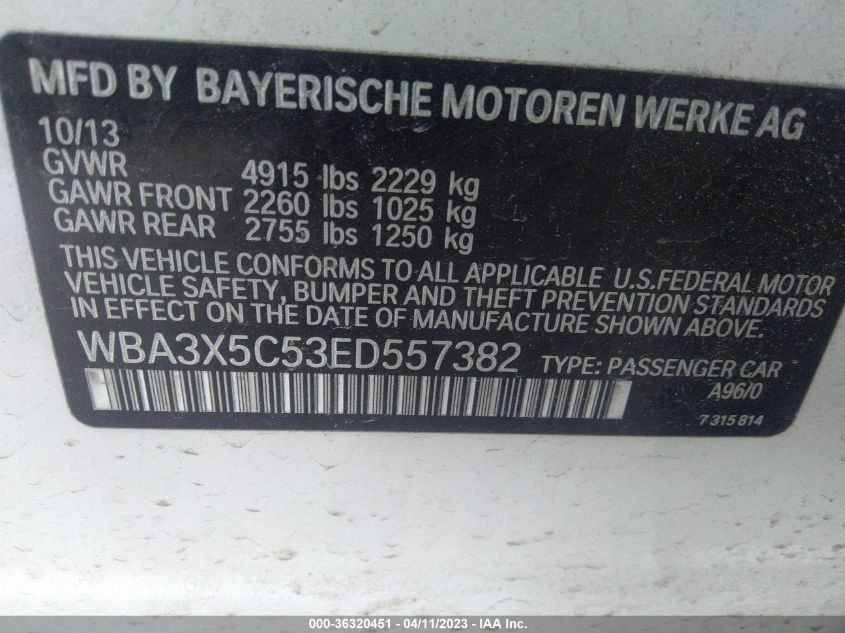 MFD BY BAYERISCHE MOTOREN WERKE AG
10/13
GVWR 4915 lbs 2229 kg
GAWR FRONT 2260 lbs 1025 kg
GAWR REAR 2755 lbs 1250 kg
THIS VEHICLE CONFORMS TO ALL APPLICABLE U.S.FEDERAL MOTOR
VEHICLE SAFETY, BUMPER AND THEFT PREVENTION STANDARDS
IN EFFECT ON THE DATE OF MANUFACTURE SHOWN ABOVE.
WBA3X5C53ED557382 TYPE: PASSENGER CAR
A96/0
7 315 814
000-36320451 - 04/11/2023 - IAA Inc.